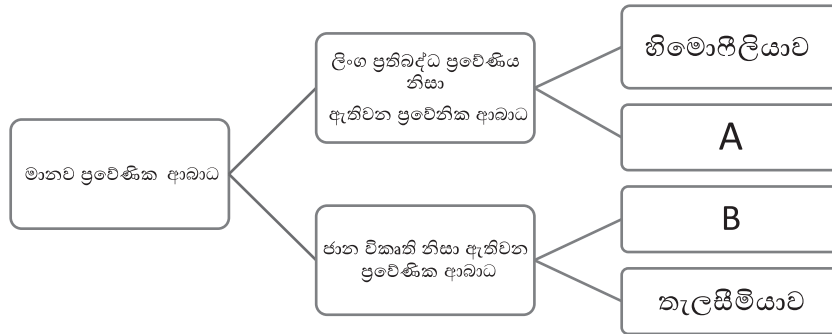 මානව ප්‍රවේණික ආබාධ
ලිංග ප්‍රතිබද්ධ ප්‍රවේණිය
නිසා
ඇතිවන ප්‍රවේනික ආබාධ
හිමොෆීලියාව
A
ජාන විකෘති නිසා ඇතිවන
ප්‍රවේණික ආබාධ
B
තැලසීමියාව